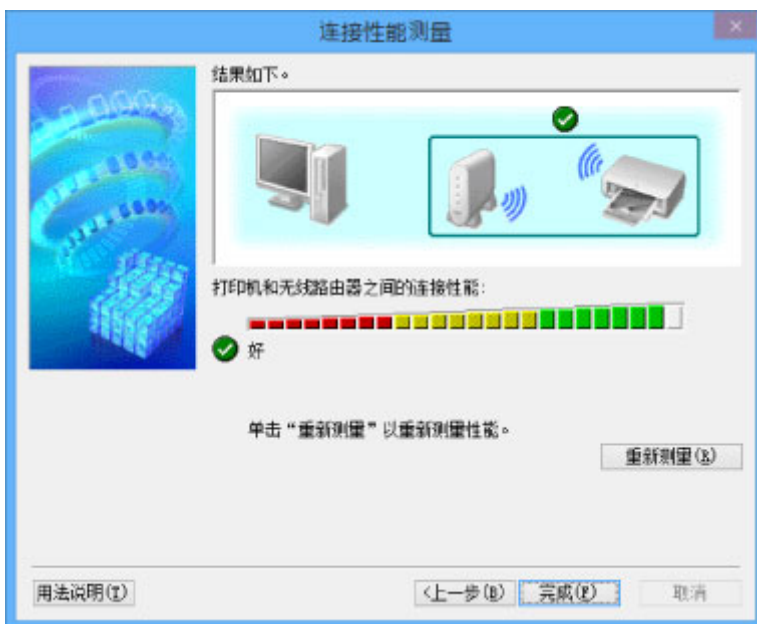 连接性能测量
结果如下。
打印机和无线路由器之间的连接性能:
好
单击“重新测量”以重新测量性能。
重新测量(R)
用法说明(I)
<上一步(B)
完成(F)
取消